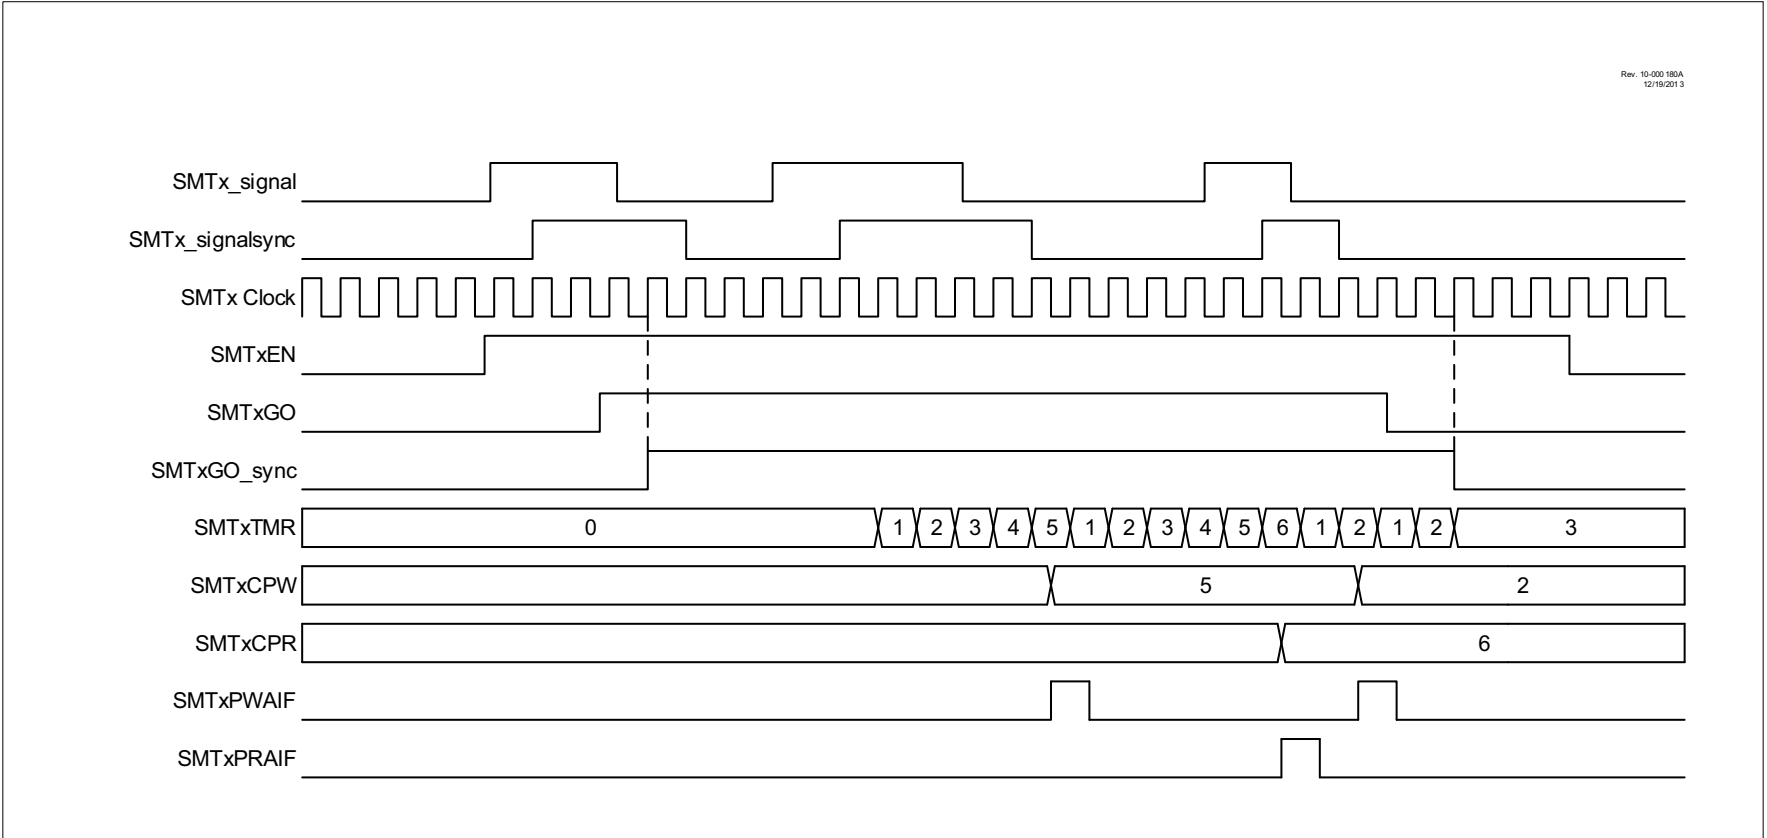 Rev. 10-000 180A
12/19/201 3
SMTx_signal
SMTx_signalsync
SMTx Clock
SMTxEN
SMTxGO
SMTxGO_sync
SMTxTMR 0 1 2 3 4 5 1 2 3 4 5 6 1 2 1 2 3
SMTxCPW 5 2
SMTxCPR 6
SMTxPWAIF
SMTxPRAIF